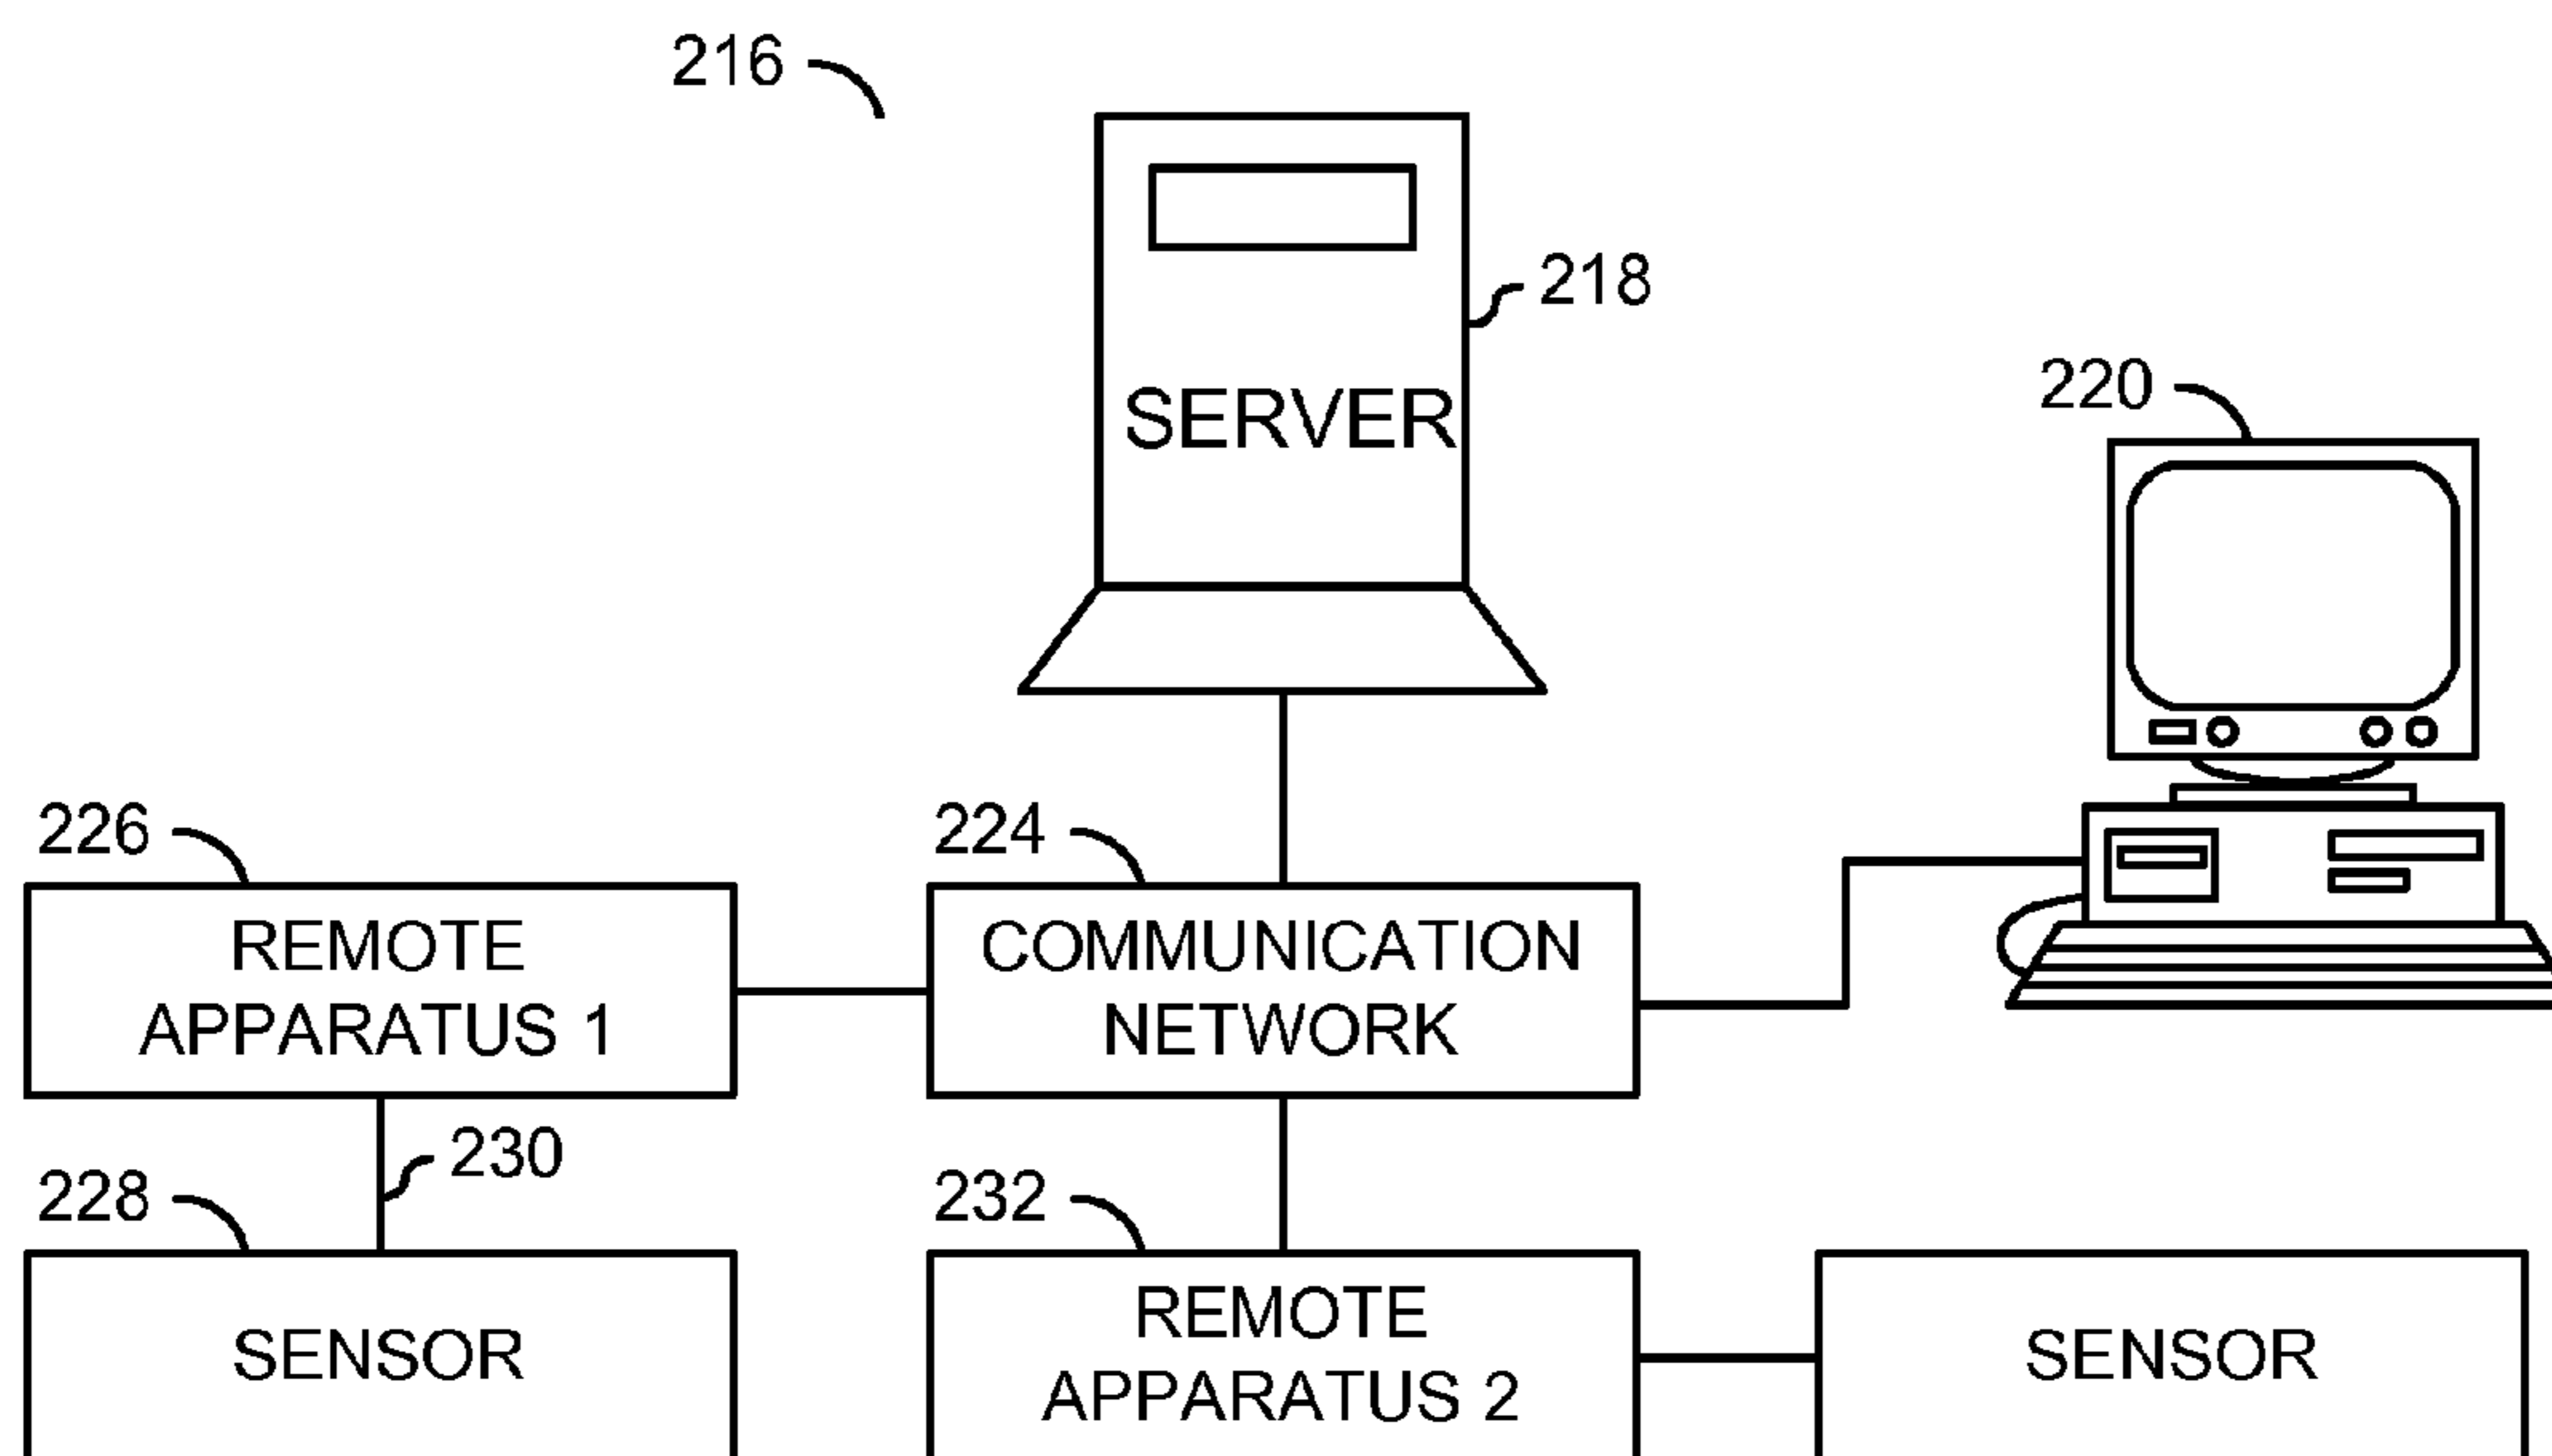 216
218
SERVER
220
226
224
REMOTE
APPARATUS 1
COMMUNICATION
NETWORK
230
228
232
SENSOR
REMOTE
APPARATUS 2
SENSOR